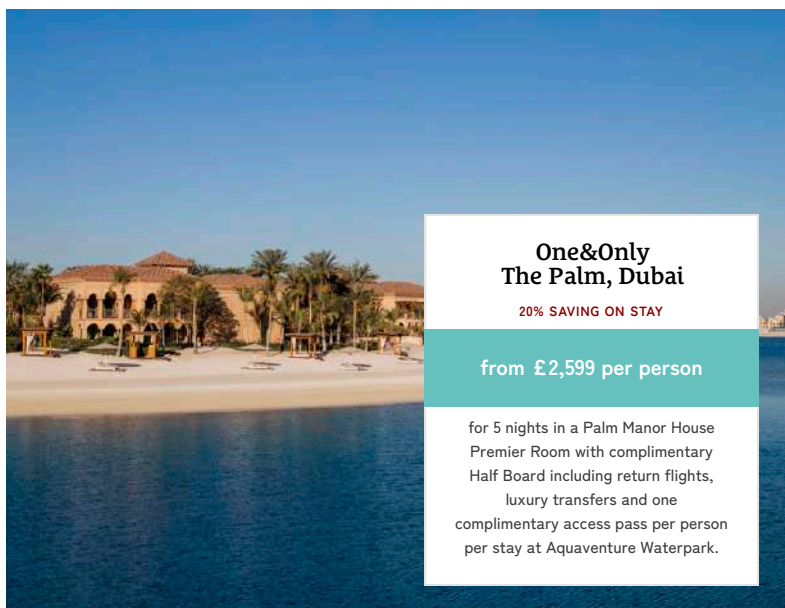 One&Only
The Palm, Dubai
20% SAVING ON STAY
from £2,599 per person
for 5 nights in a Palm Manor House
Premier Room with complimentary
Half Board including return flights,
luxury transfers and one
complimentary access pass per person
per stay at Aquaventure Waterpark.